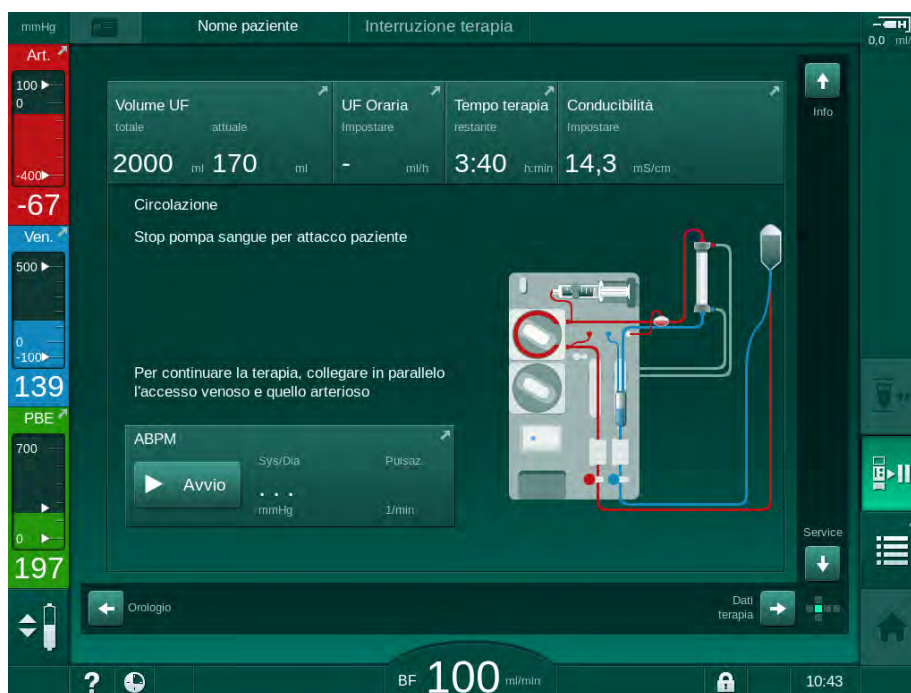 mmHg
Nome paziente
Interruzione terapia
0,0 ml/
Art.
100
0
-400
-67
Ven.
500
0
-100
139
PBE
700
0
197
Volume UF
totale attuale
2000 ml 170 ml
UF Oraria
Impostare
- ml/h
Tempo terapia
restante
3:40 h:min
Conducibilità
Impostare
14,3 mS/cm
Info
Circolazione
Stop pompa sangue per attacco paziente
Per continuare la terapia, collegare in parallelo
l'accesso venoso e quello arterioso
ABPM
Sys/Dia Pulsaz.
Avvio . . .
mmHg 1/min
Service
Orologio
Dati
terapia
? BF 100 ml/min 10:43